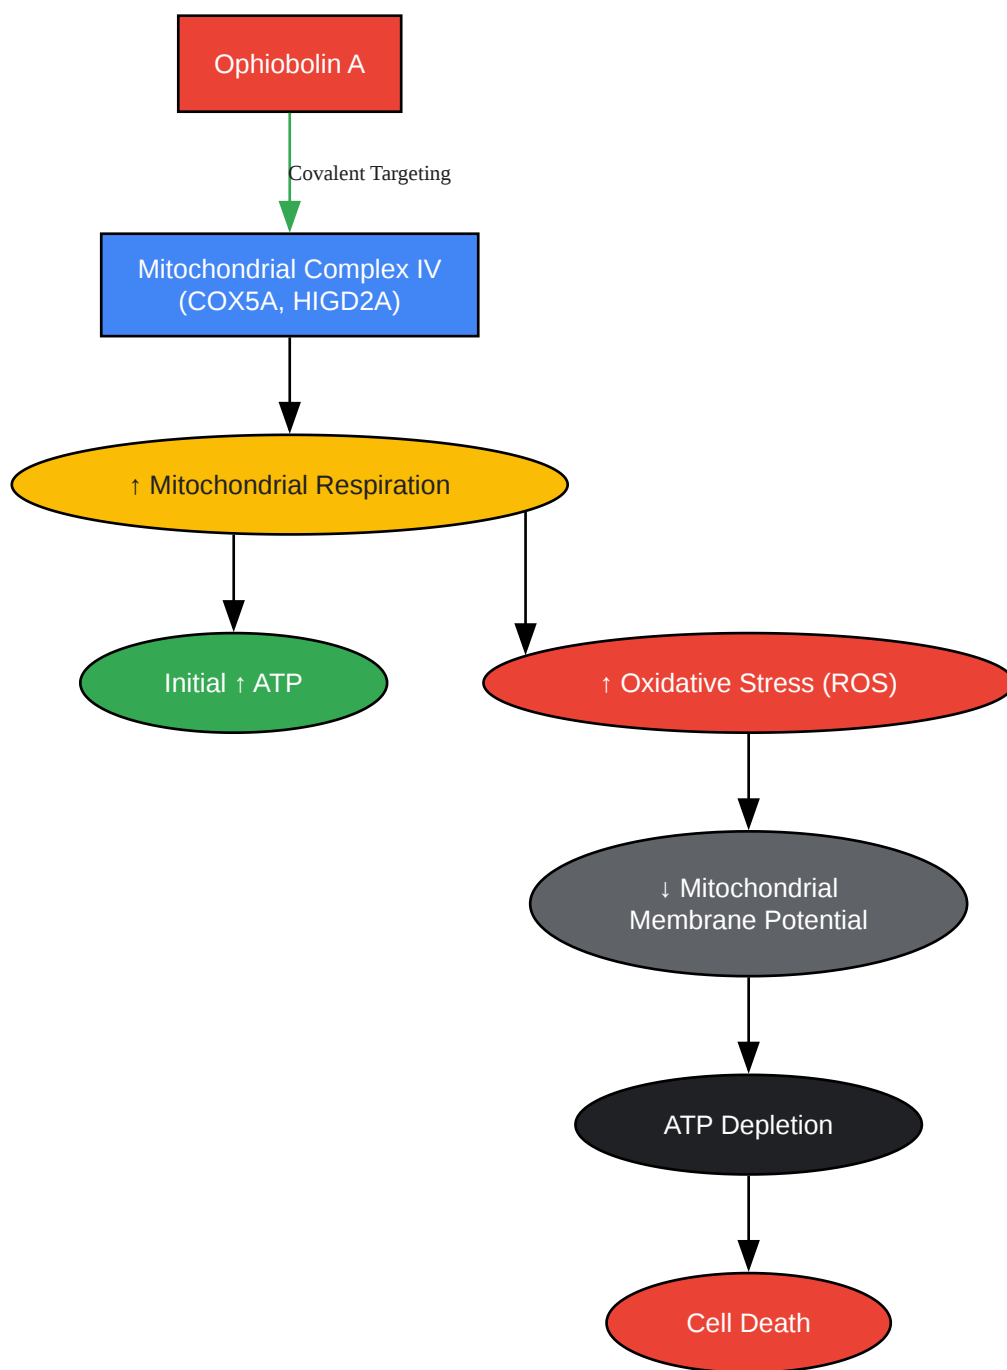 Ophiobolin A
Covalent Targeting
Mitochondrial Complex IV
(COX5A, HIGD2A)
↑ Mitochondrial Respiration
Initial ↑ ATP
↑ Oxidative Stress (ROS)
↓ Mitochondrial
Membrane Potential
ATP Depletion
Cell Death